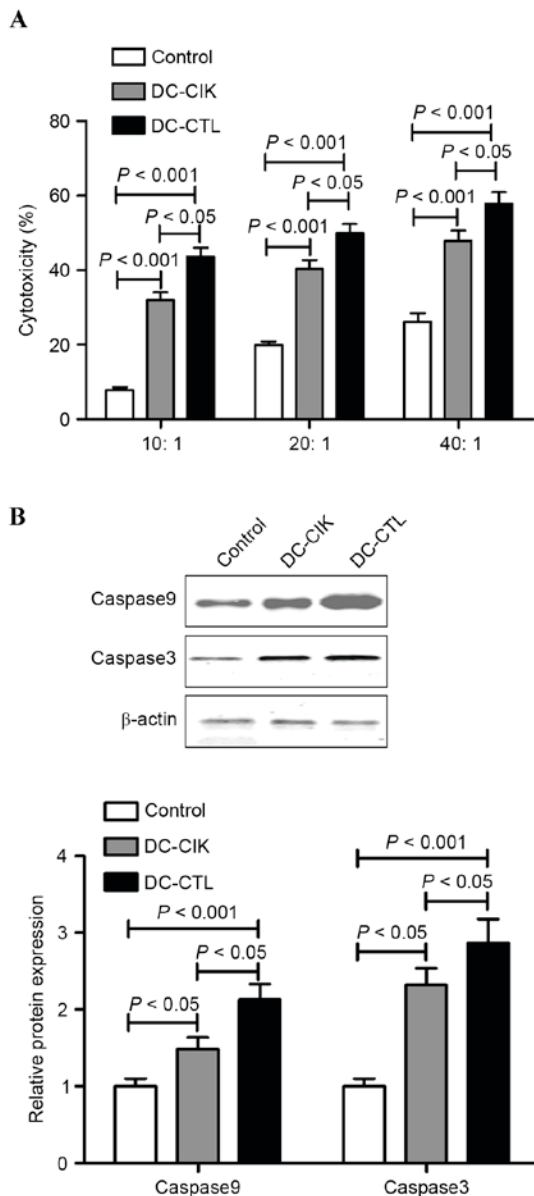 A
Control
DC-CIK
DC-CTL
Cytotoxicity (%)
80
60
40
20
0
P < 0.001
P < 0.05
P < 0.001
P < 0.001
P < 0.05
P < 0.001
P < 0.001
P < 0.05
P < 0.001
10: 1
20: 1
40: 1
B
Control
DC-CIK
DC-CTL
Caspase9
Caspase3
β-actin
Control
DC-CIK
DC-CTL
Relative protein expression
4
3
2
1
0
P < 0.001
P < 0.05
P < 0.05
P < 0.001
P < 0.05
P < 0.05
Caspase9
Caspase3